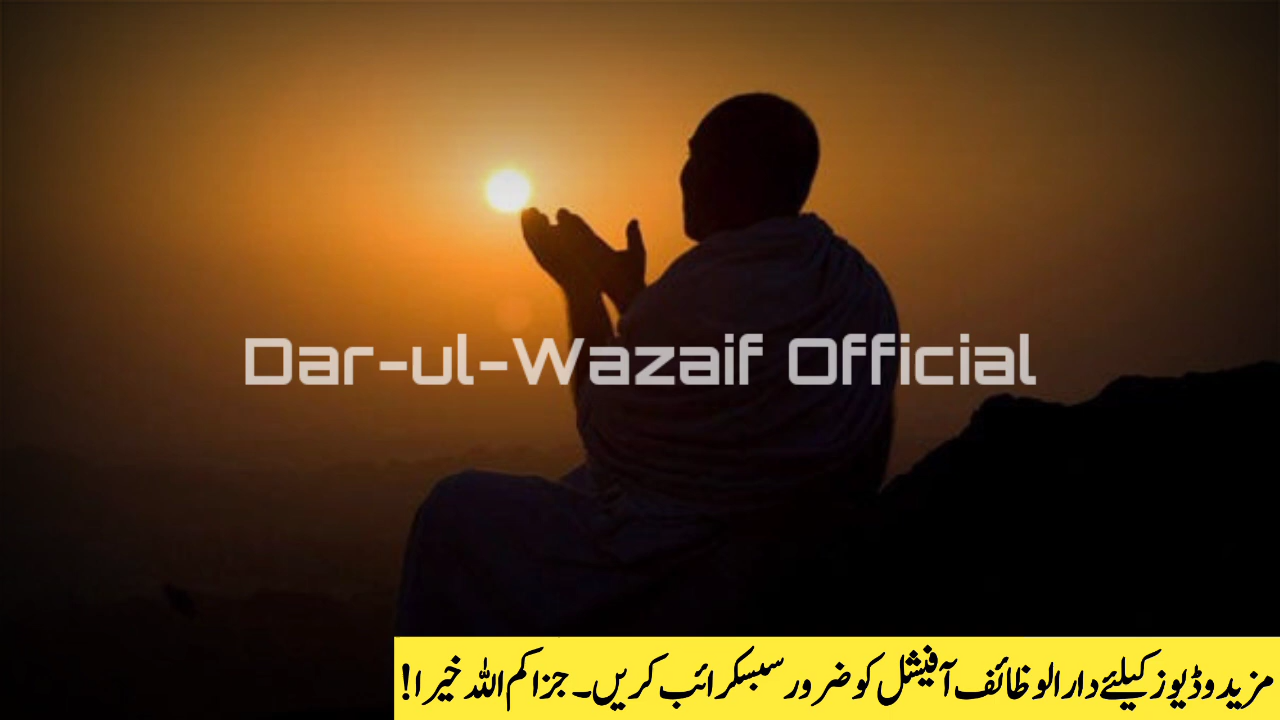 Dar-ul-Wazaif Official
مزید وڈیوز کیلئے دارالوظائف آفیشل کو ضرور سبسکرائب کریں۔ جزاکم اللہ خیرا!